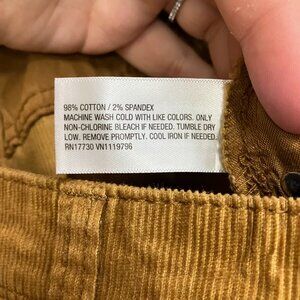 98% COTTON / 2% SPANDEX
MACHINE WASH COLD WITH LIKE COLORS. ONLY
NON-CHLORINE BLEACH IF NEEDED. TUMBLE DRY
LOW. REMOVE PROMPTLY. COOL IRON IF NEEDED.
RN17730 VN1119796